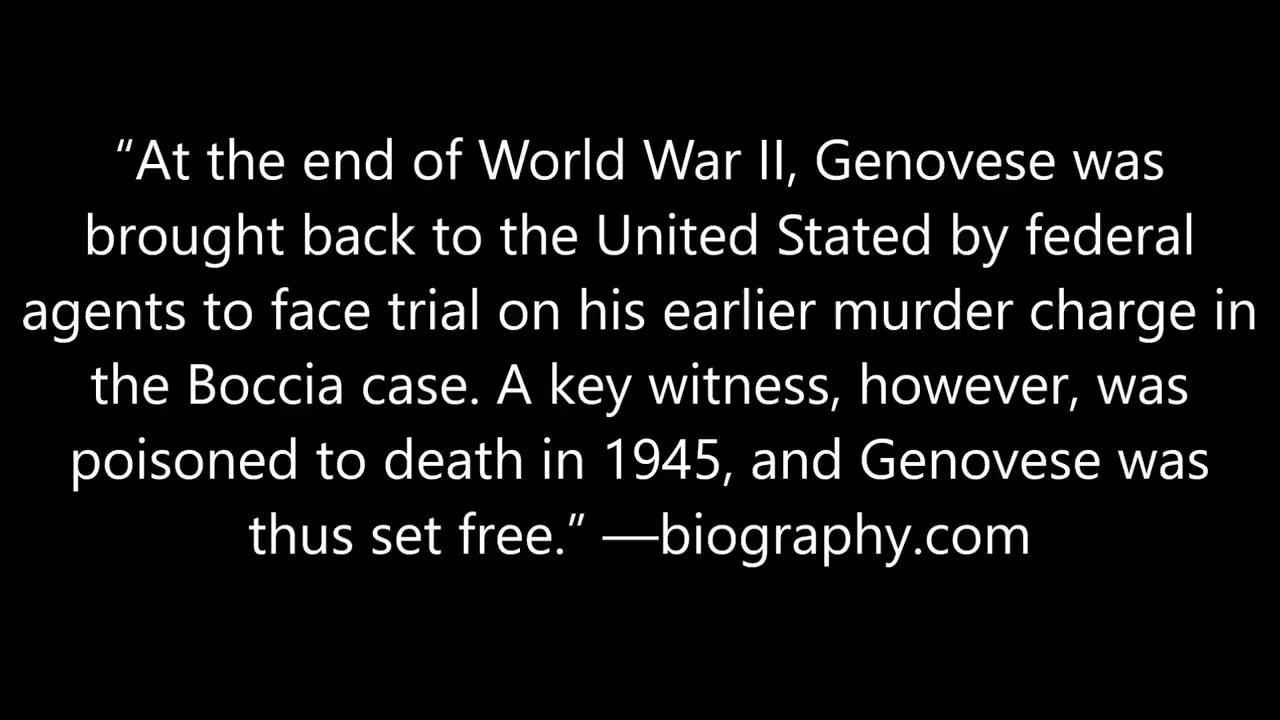 “At the end of World War II, Genovese was
brought back to the United Stated by federal
agents to face trial on his earlier murder charge in
the Boccia case. A key witness, however, was
poisoned to death in 1945, and Genovese was
thus set free.” —biography.com